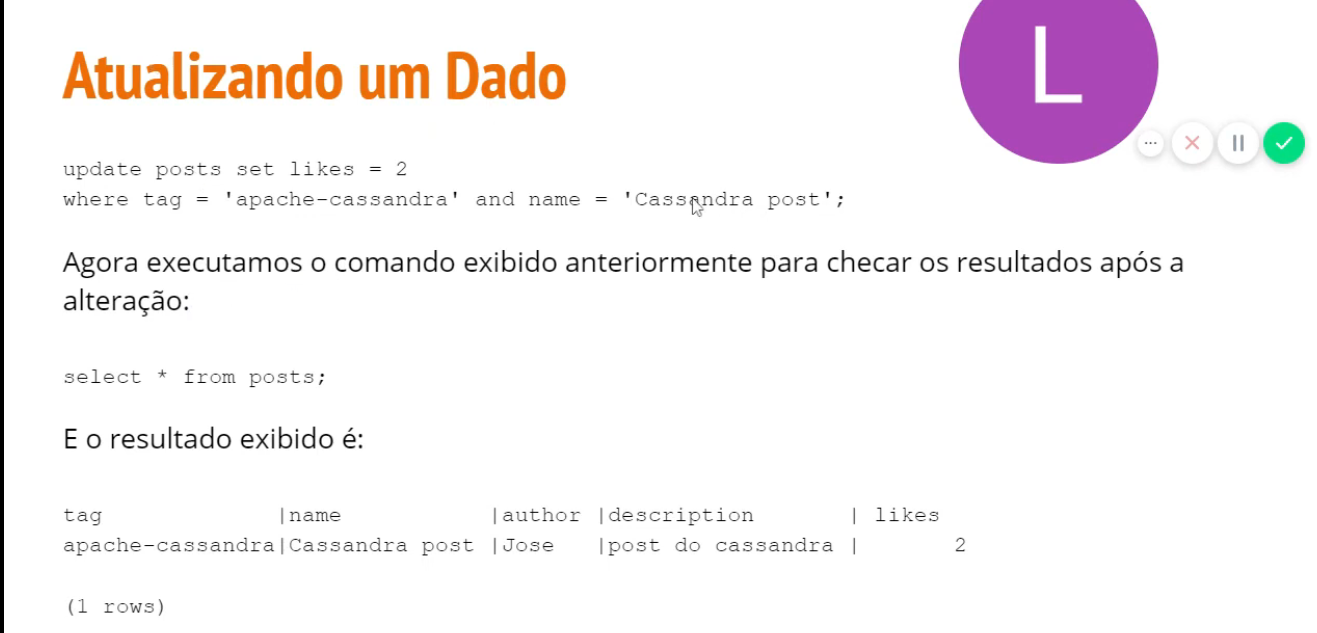 Atualizando um Dado
L
...
update posts set likes = 2
where tag = 'apache-cassandra' and name = 'Cassandra post';
Agora executamos o comando exibido anteriormente para checar os resultados após a
alteração:
select * from posts;
E o resultado exibido é:
tag |name |author |description | likes
apache-cassandra|Cassandra post |Jose |post do cassandra | 2
(1 rows)